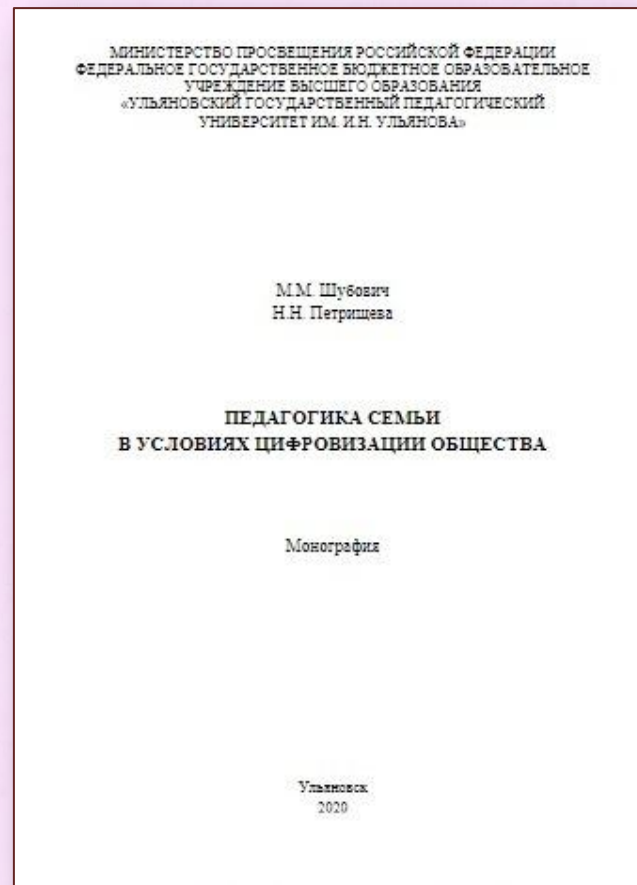 МИНИСТЕРСТВО ПРОСВЕЩЕНИЯ РОССИЙСКОЙ ФЕДЕРАЦИИ
ФЕДЕРАЛЬНОЕ ГОСУДАРСТВЕННОЕ БЮДЖЕТНОЕ ОБРАЗОВАТЕЛЬНОЕ
УЧРЕЖДЕНИЕ ВЫСШЕГО ОБРАЗОВАНИЯ
«УЛЬЯНОВСКИЙ ГОСУДАРСТВЕННЫЙ ПЕДАГОГИЧЕСКИЙ
УНИВЕРСИТЕТ ИМ. И.Н. УЛЬЯНОВА»
М.М. Шубович
Н.Н. Петрищева
ПЕДАГОГИКА СЕМЬИ
В УСЛОВИЯХ ЦИФРОВИЗАЦИИ ОБЩЕСТВА
Монография
Ульяновск
2020